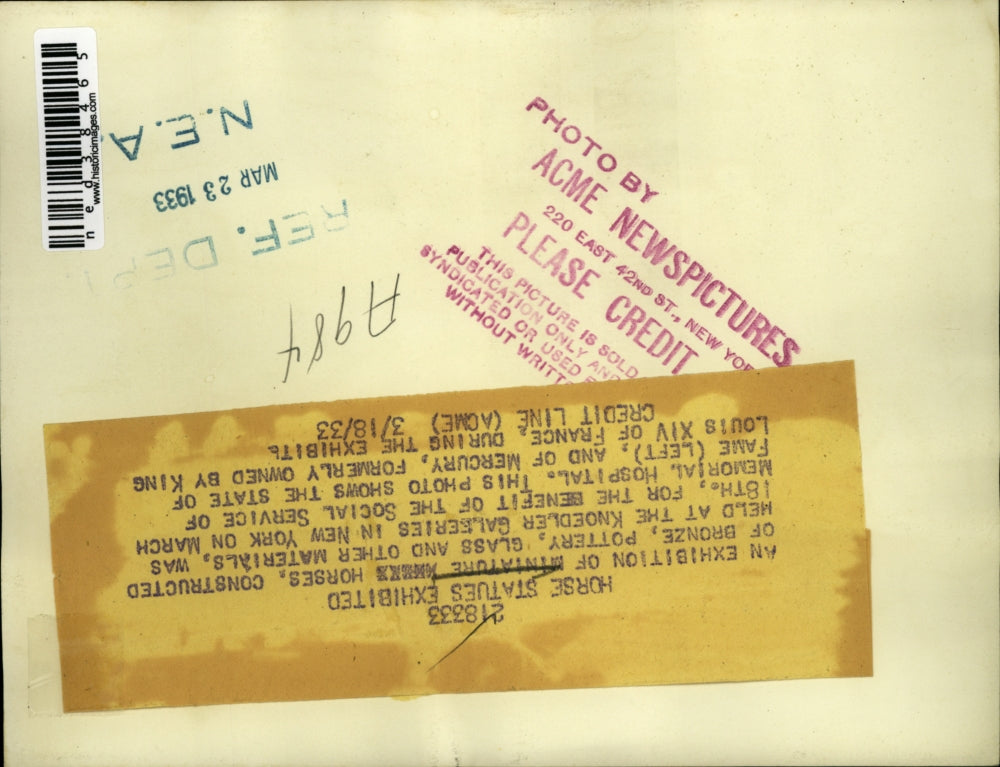 218333
HORSE STATUES EXHIBITED
AN EXHIBITION OF MINIATURE HORSES, CONSTRUCTED
OF BRONZE, POTTERY, GLASS AND OTHER MATERIALS, WAS
HELD AT THE KNOEDLER GALEERIES IN NEW YORK ON MARCH
18TH., FOR THE BENEFIT OF THE SOCIAL SERVICE OF
MEMORIAL HOSPITAL. THIS PHOTO SHOWS THE STATE OF
FAME (LEFT), AND OF MERCURY, FORMERLY OWNED BY KING
LOUIS XIV OF FRANCE, DURING THE EXHIBIT.
CREDIT LINE (ACME) 3/18/33
A984
REF. DEPT
MAR 23 1933
N.E.A.
PHOTO BY
ACME NEWSPICTURES
220 EAST 42ND ST., NEW YOR
PLEASE CREDIT
THIS PICTURE IS SOLD
PUBLICATION ONLY AND
SYNDICATED OR USED
WITHOUT WRITT
ned38465
www.historicimages.com